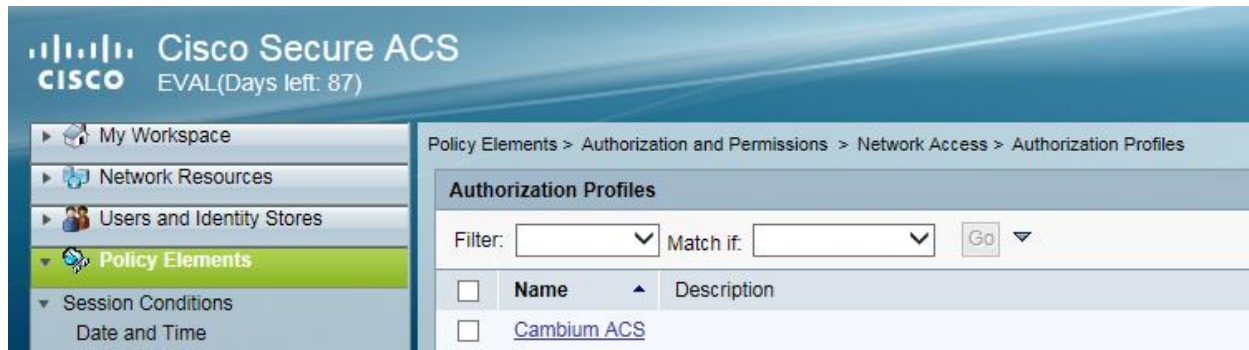 Cisco Secure ACS
CISCO EVAL(Days left: 87)
My Workspace
Network Resources
Users and Identity Stores
Policy Elements
Session Conditions
Date and Time
Policy Elements > Authorization and Permissions > Network Access > Authorization Profiles
Authorization Profiles
Filter: Match if: Go
Name Description
Cambium ACS